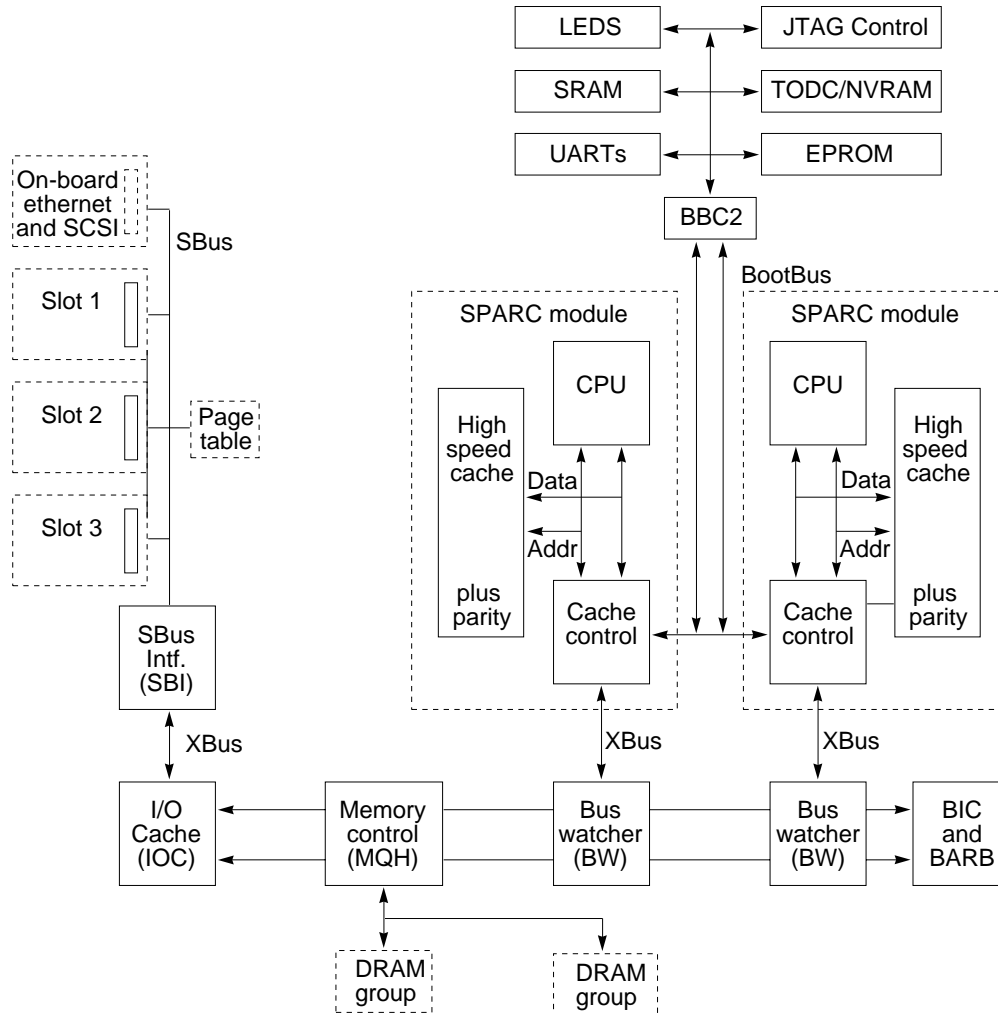 LEDS
JTAG Control
SRAM
TODC/NVRAM
UARTs
EPROM
BBC2
BootBus
On-board
ethernet
and SCSI
SBus
Slot 1
Slot 2
Slot 3
Page
table
SBus
Intf.
(SBI)
XBus
SPARC module
CPU
High
speed
cache
Data
Addr
plus
parity
Cache
control
SPARC module
CPU
High
speed
cache
Data
Addr
plus
parity
Cache
control
XBus
XBus
I/O
Cache
(IOC)
Memory
control
(MQH)
Bus
watcher
(BW)
Bus
watcher
(BW)
BIC
and
BARB
DRAM
group
DRAM
group